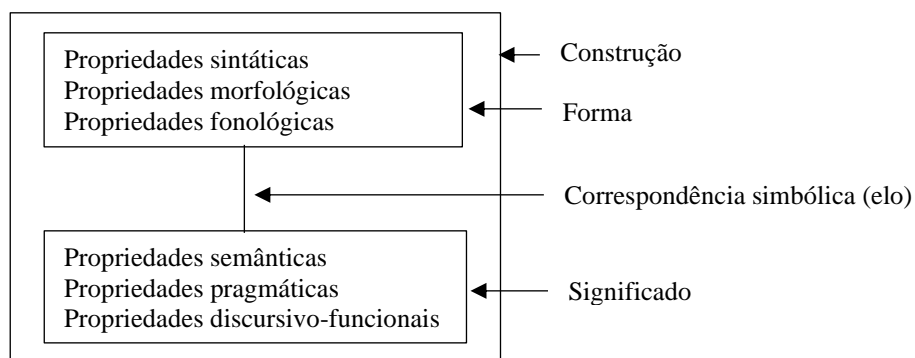 Propriedades sintáticas
Propriedades morfológicas
Propriedades fonológicas
Construção
Forma
Correspondência simbólica (elo)
Propriedades semânticas
Propriedades pragmáticas
Propriedades discursivo-funcionais
Significado